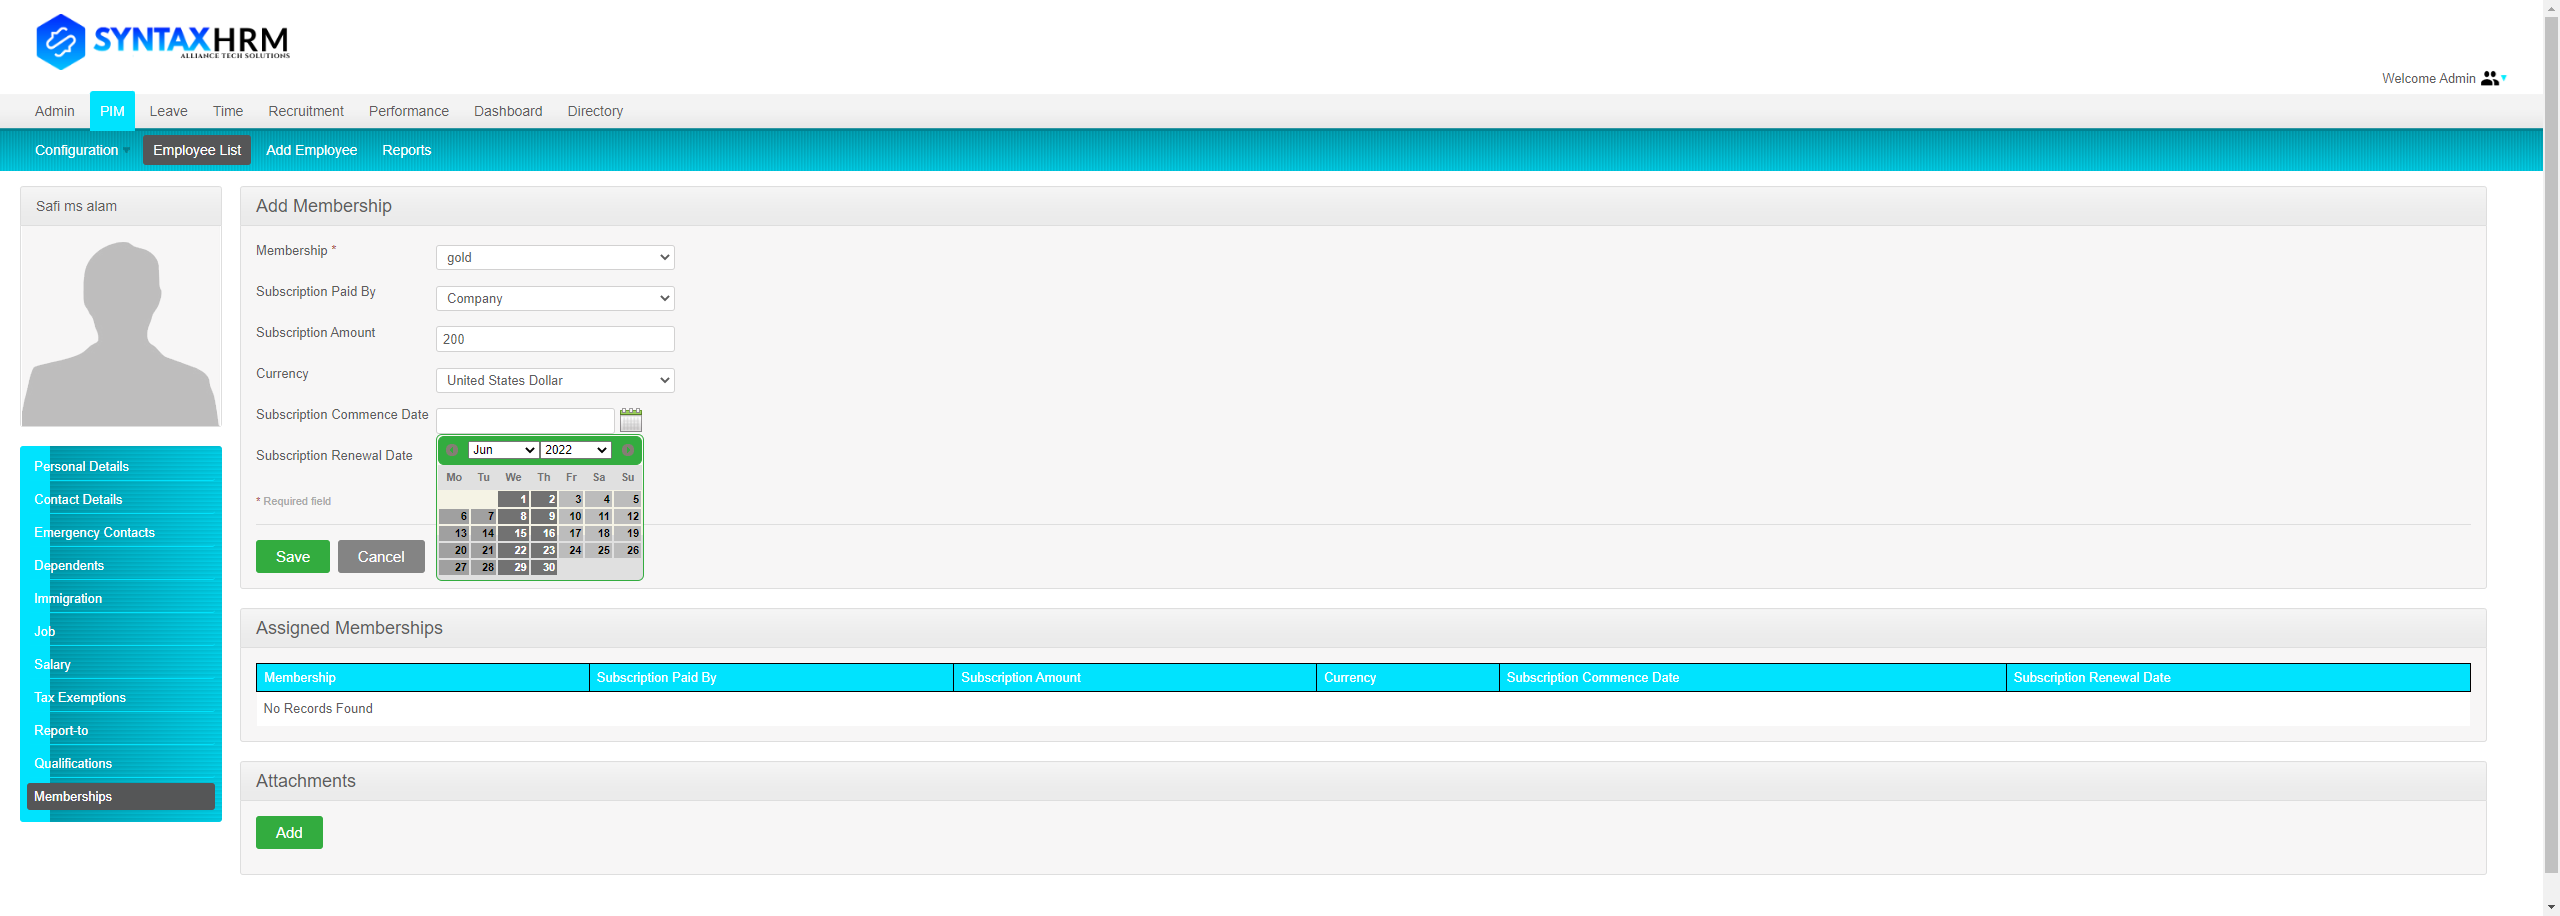 SYNTAXHRM
ALLIANCE TECH SOLUTIONS
Welcome Admin
Admin PIM Leave Time Recruitment Performance Dashboard Directory
Configuration Employee List Add Employee Reports
Safi ms alam
Add Membership
Membership * gold
Subscription Paid By Company
Subscription Amount 200
Currency United States Dollar
Subscription Commence Date
Subscription Renewal Date
Jun 2022
Mo Tu We Th Fr Sa Su
1 2 3 4 5
6 7 8 9 10 11 12
13 14 15 16 17 18 19
20 21 22 23 24 25 26
27 28 29 30
* Required field
Save Cancel
Personal Details
Contact Details
Emergency Contacts
Dependents
Immigration
Job
Salary
Tax Exemptions
Report-to
Qualifications
Memberships
Assigned Memberships
Membership Subscription Paid By Subscription Amount Currency Subscription Commence Date Subscription Renewal Date
No Records Found
Attachments
Add